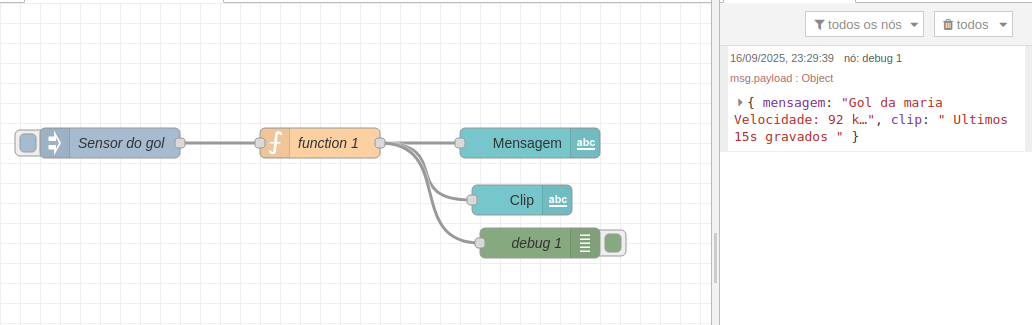 todos os nós
todos
16/09/2025, 23:29:39 nó: debug 1
msg.payload : Object
{ mensagem: "Gol da maria
Velocidade: 92 k…", clip: " Ultimos
15s gravados " }
Sensor do gol
function 1
Mensagem
abc
Clip
abc
debug 1